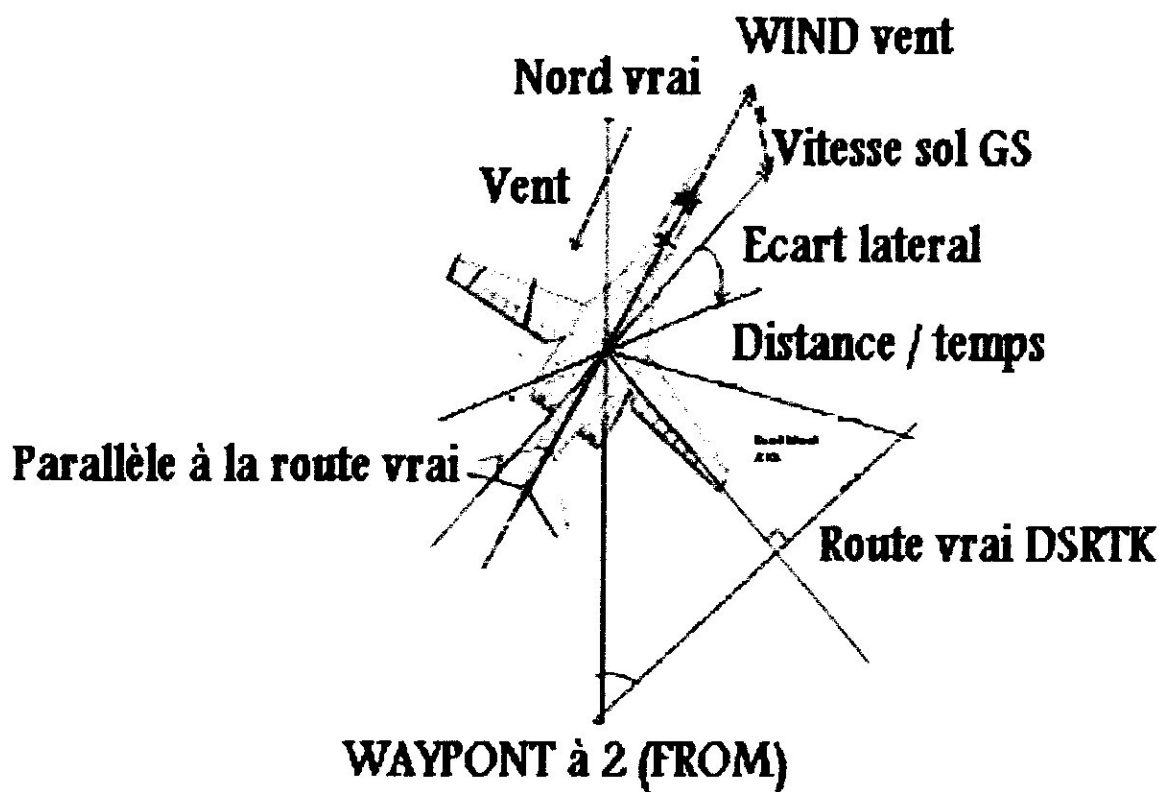 WIND vent
Nord vrai
Vitesse sol GS
Vent
Ecart lateral
Distance / temps
Parallèle à la route vrai
Route vrai DSRTK
WAYPONT à 2 (FROM)